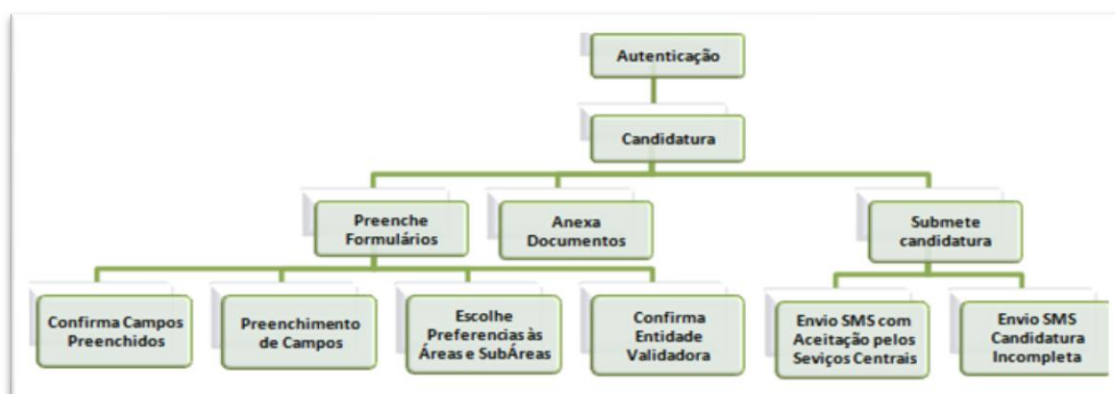 Autenticação
Candidatura
Preenche
Formulários
Anexa
Documentos
Submete
candidatura
Confirma Campos
Preenchidos
Preenchimento
de Campos
Escolhe
Preferencias às
Áreas e SubÁreas
Confirma
Entidade
Validadora
Envio SMS com
Aceitação pelos
Seviços Centrais
Envio SMS
Candidatura
Incompleta